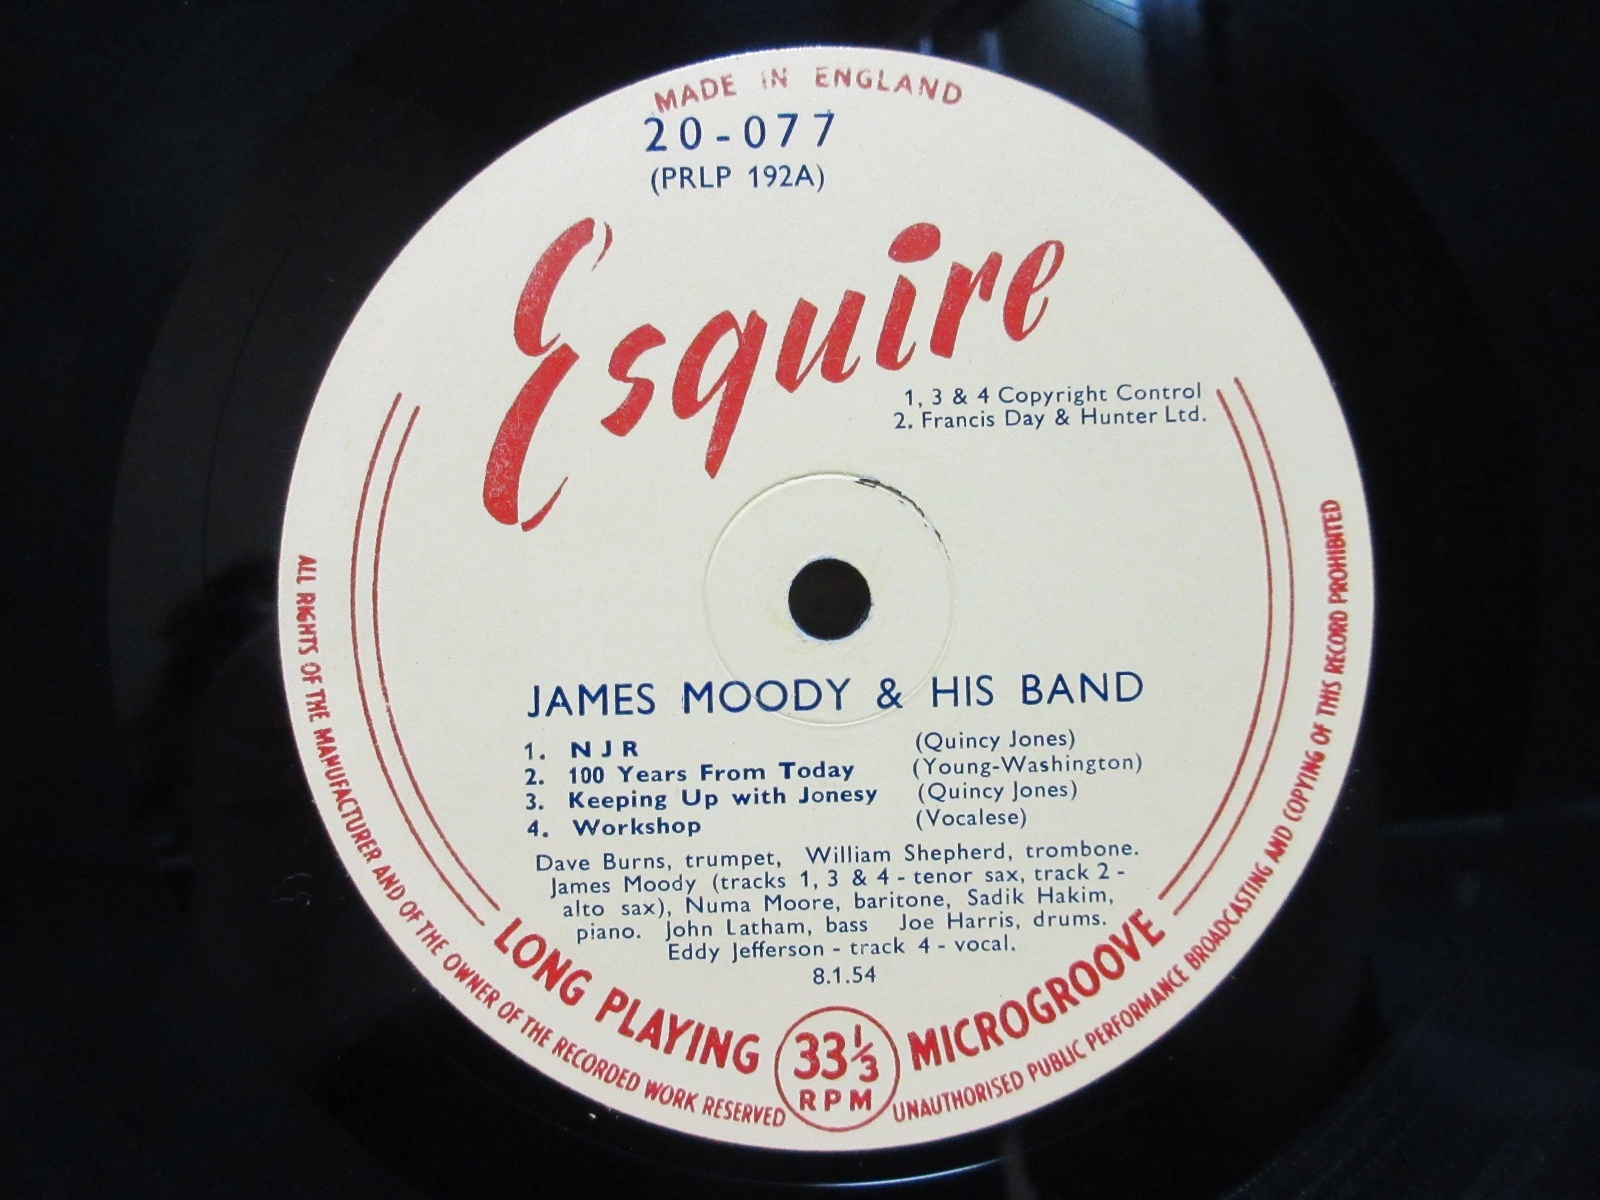 MADE IN ENGLAND
20-077
(PRLP 192A)
Esquire
1, 3 & 4 Copyright Control
2. Francis Day & Hunter Ltd.
JAMES MOODY & HIS BAND
1. N J R (Quincy Jones)
2. 100 Years From Today (Young-Washington)
3. Keeping Up with Jonesy (Quincy Jones)
4. Workshop (Vocalese)
Dave Burns, trumpet, William Shepherd, trombone.
James Moody (tracks 1, 3 & 4 - tenor sax, track 2 -
alto sax), Numa Moore, baritone, Sadik Hakim,
piano. John Latham, bass Joe Harris, drums.
Eddy Jefferson - track 4 - vocal.
8.1.54
LONG PLAYING 33⅓ RPM MICROGROOVE
ALL RIGHTS OF THE MANUFACTURER AND OF THE OWNER OF THE RECORDED WORK RESERVED
UNAUTHORISED PUBLIC PERFORMANCE BROADCASTING AND COPYING OF THIS RECORD PROHIBITED